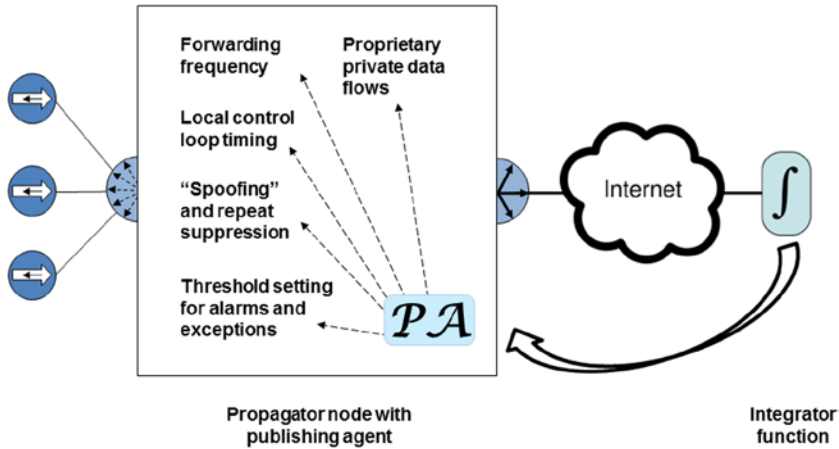 Forwarding
frequency
Proprietary
private data
flows
Local control
loop timing
“Spoofing”
and repeat
suppression
Threshold setting
for alarms and
exceptions
𝒫𝒜
Internet
∫
Propagator node with
publishing agent
Integrator
function